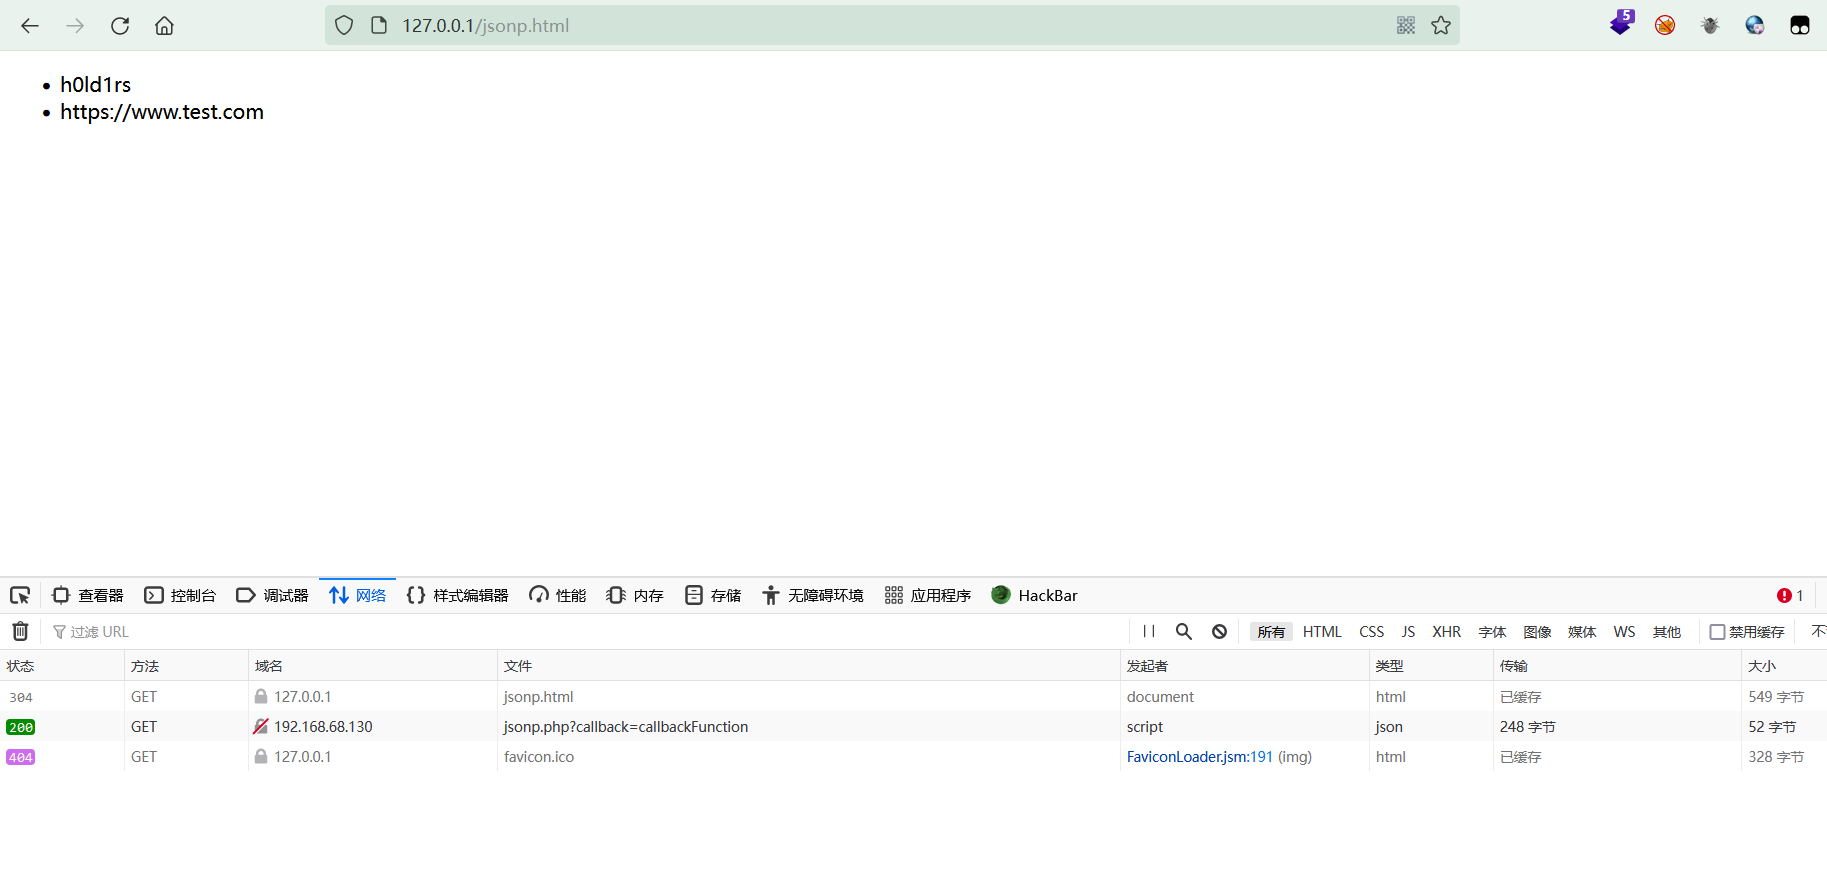 127.0.0.1/jsonp.html
5
h0ld1rs
https://www.test.com
查看器 控制台 调试器 网络 样式编辑器 性能 内存 存储 无障碍环境 应用程序 HackBar 1
过滤 URL 所有 HTML CSS JS XHR 字体 图像 媒体 WS 其他 禁用缓存 不
状态 方法 域名 文件 发起者 类型 传输 大小
304 GET 127.0.0.1 jsonp.html document html 已缓存 549 字节
200 GET 192.168.68.130 jsonp.php?callback=callbackFunction script json 248 字节 52 字节
404 GET 127.0.0.1 favicon.ico FaviconLoader.jsm:191 (img) html 已缓存 328 字节